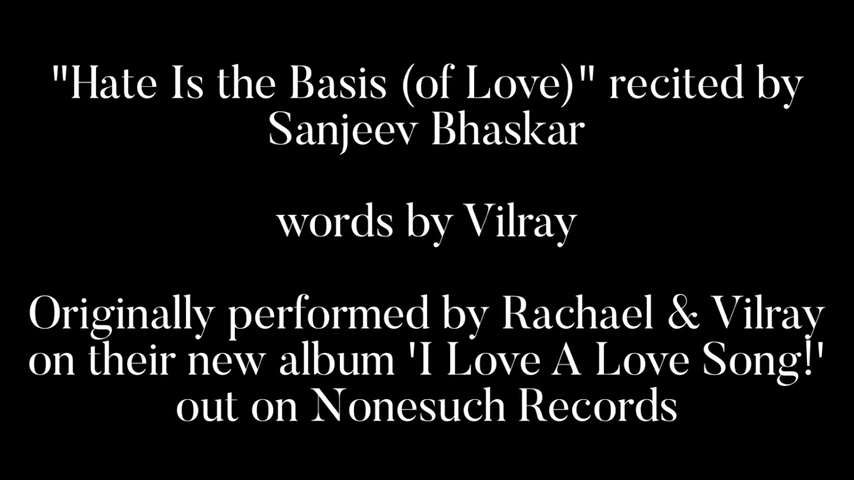 "Hate Is the Basis (of Love)" recited by
Sanjeev Bhaskar
words by Vilray
Originally performed by Rachael & Vilray
on their new album 'I Love A Love Song!'
out on Nonesuch Records